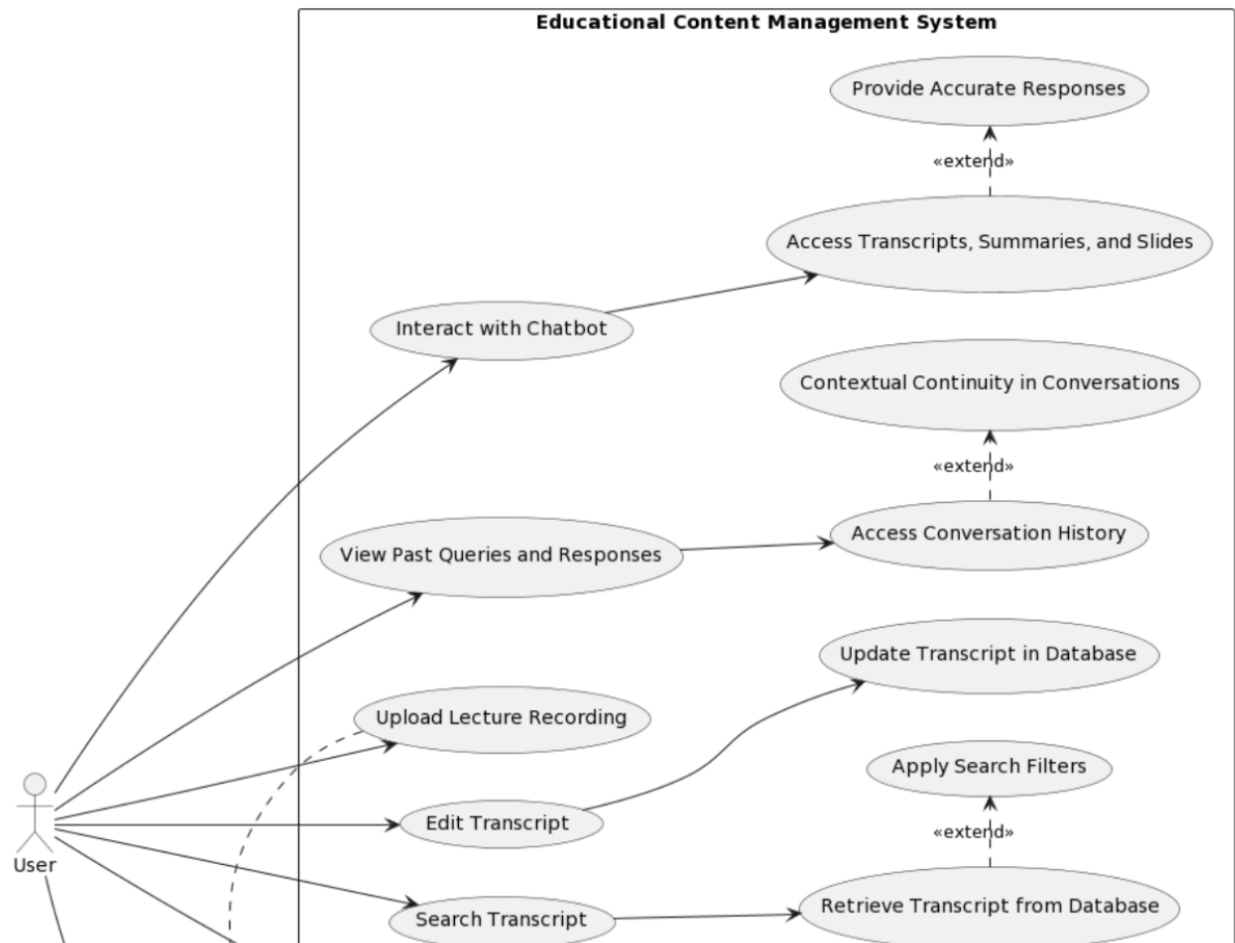 Educational Content Management System
Provide Accurate Responses
«extend»
Access Transcripts, Summaries, and Slides
Interact with Chatbot
Contextual Continuity in Conversations
«extend»
Access Conversation History
View Past Queries and Responses
Update Transcript in Database
Upload Lecture Recording
Apply Search Filters
Edit Transcript
«extend»
User
Retrieve Transcript from Database
Search Transcript